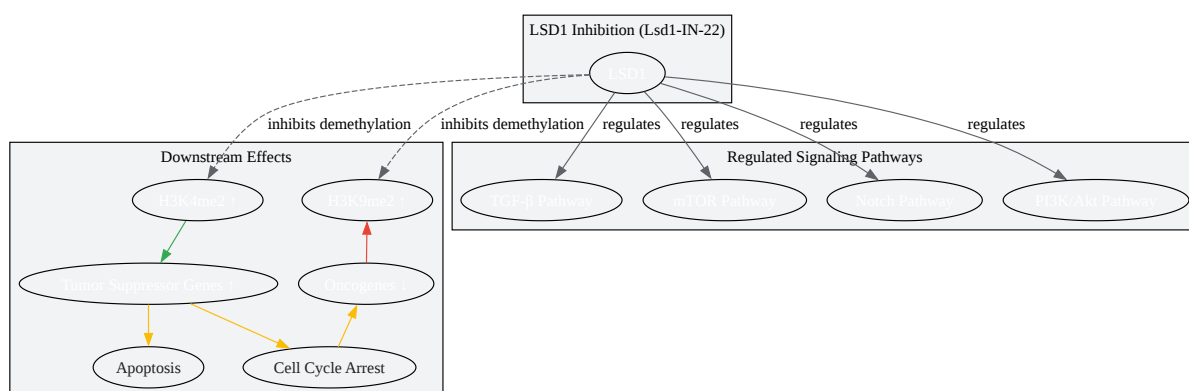 LSD1 Inhibition (Lsd1-IN-22)
LSD1
inhibits demethylation
inhibits demethylation
regulates
regulates
regulates
regulates
Downstream Effects
Regulated Signaling Pathways
H3K4me2 ↑
H3K9me2 ↑
TGF-β Pathway
mTOR Pathway
Notch Pathway
PI3K/Akt Pathway
Tumor Suppressor Genes ↑
Oncogenes ↓
Apoptosis
Cell Cycle Arrest